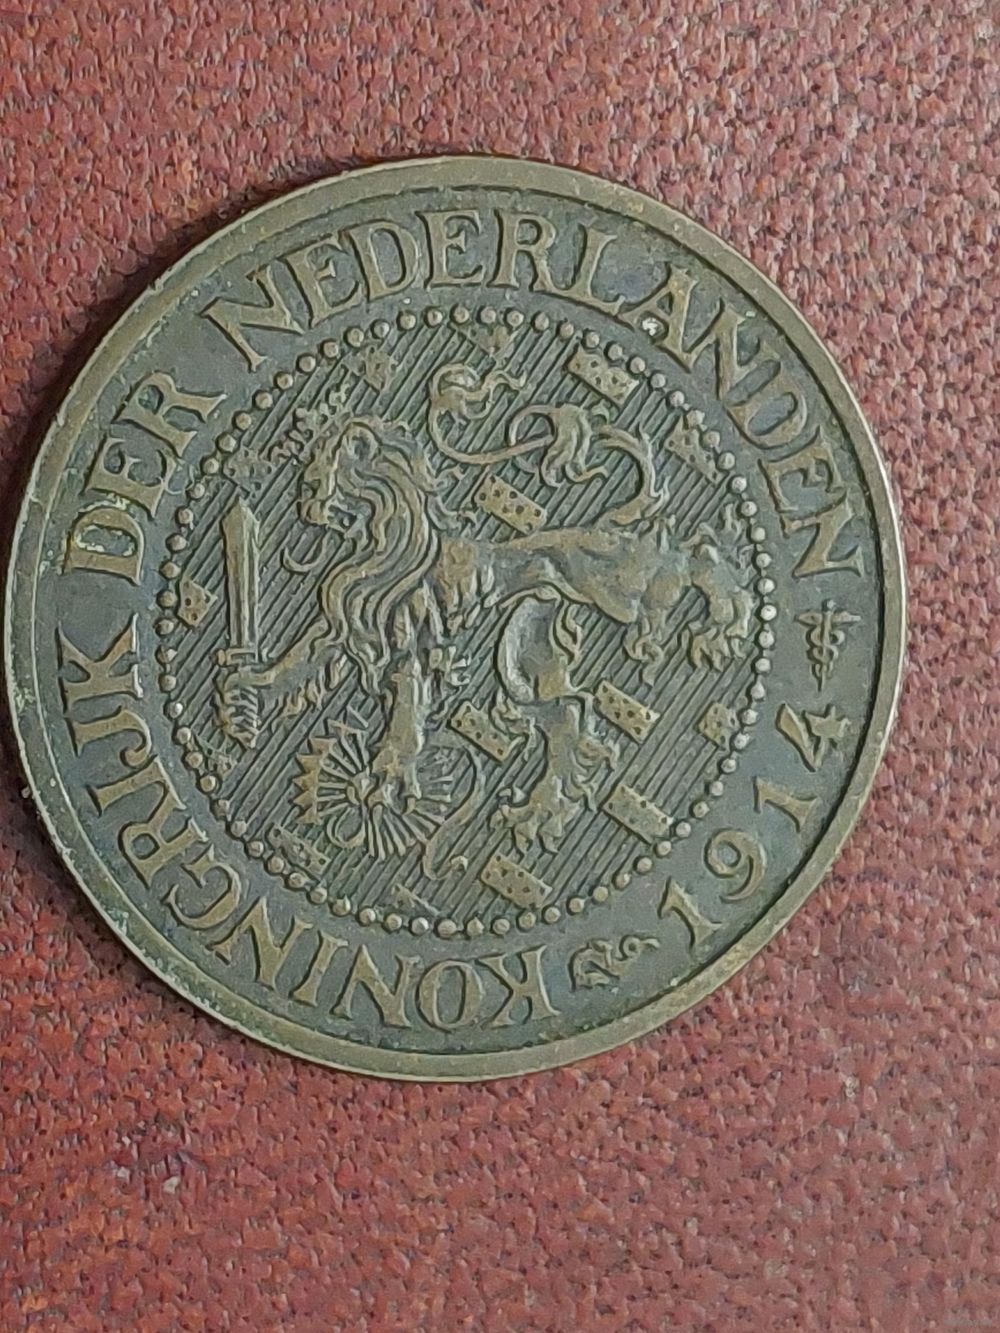 KONINGRIJK DER NEDERLANDEN
1914